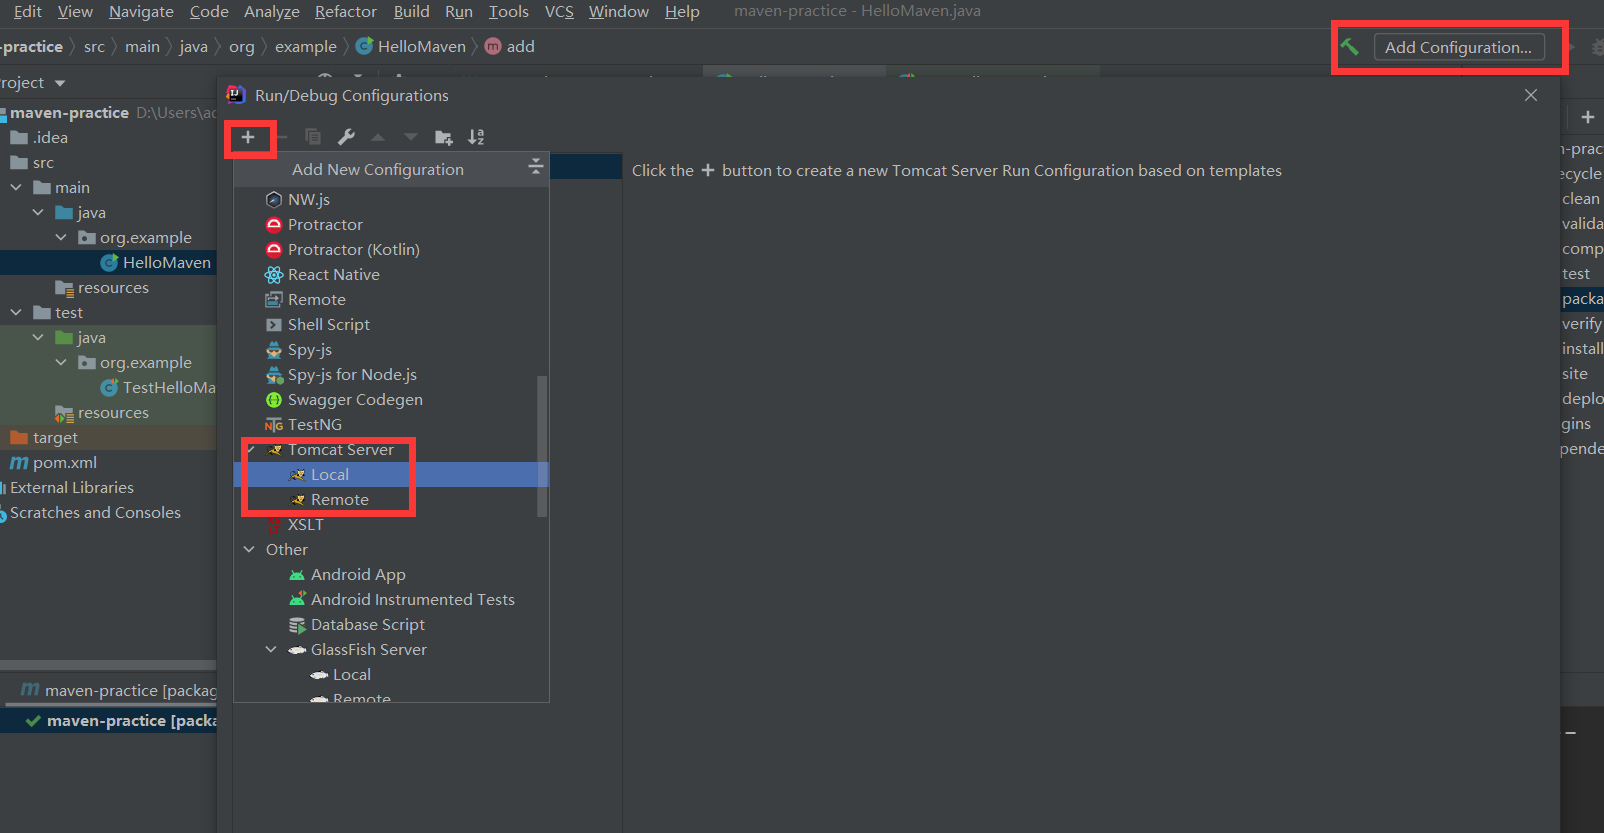 Edit View Navigate Code Analyze Refactor Build Run Tools VCS Window Help maven-practice - HelloMaven.java
-practice src main java org example HelloMaven add
Add Configuration...
roject
Run/Debug Configurations
maven-practice D:\Users\ad
.idea
src
main
java
org.example
HelloMaven
resources
test
java
org.example
TestHelloMa
resources
target
pom.xml
External Libraries
Scratches and Consoles
Add New Configuration
NW.js
Protractor
Protractor (Kotlin)
React Native
Remote
Shell Script
Spy-js
Spy-js for Node.js
Swagger Codegen
TestNG
Tomcat Server
Local
Remote
XSLT
Other
Android App
Android Instrumented Tests
Database Script
GlassFish Server
Local
Remote
Click the + button to create a new Tomcat Server Run Configuration based on templates
n-prac
ecycle
clean
valida
comp
test
packa
verify
install
site
deplo
gins
pende
maven-practice [packag
maven-practice [packa